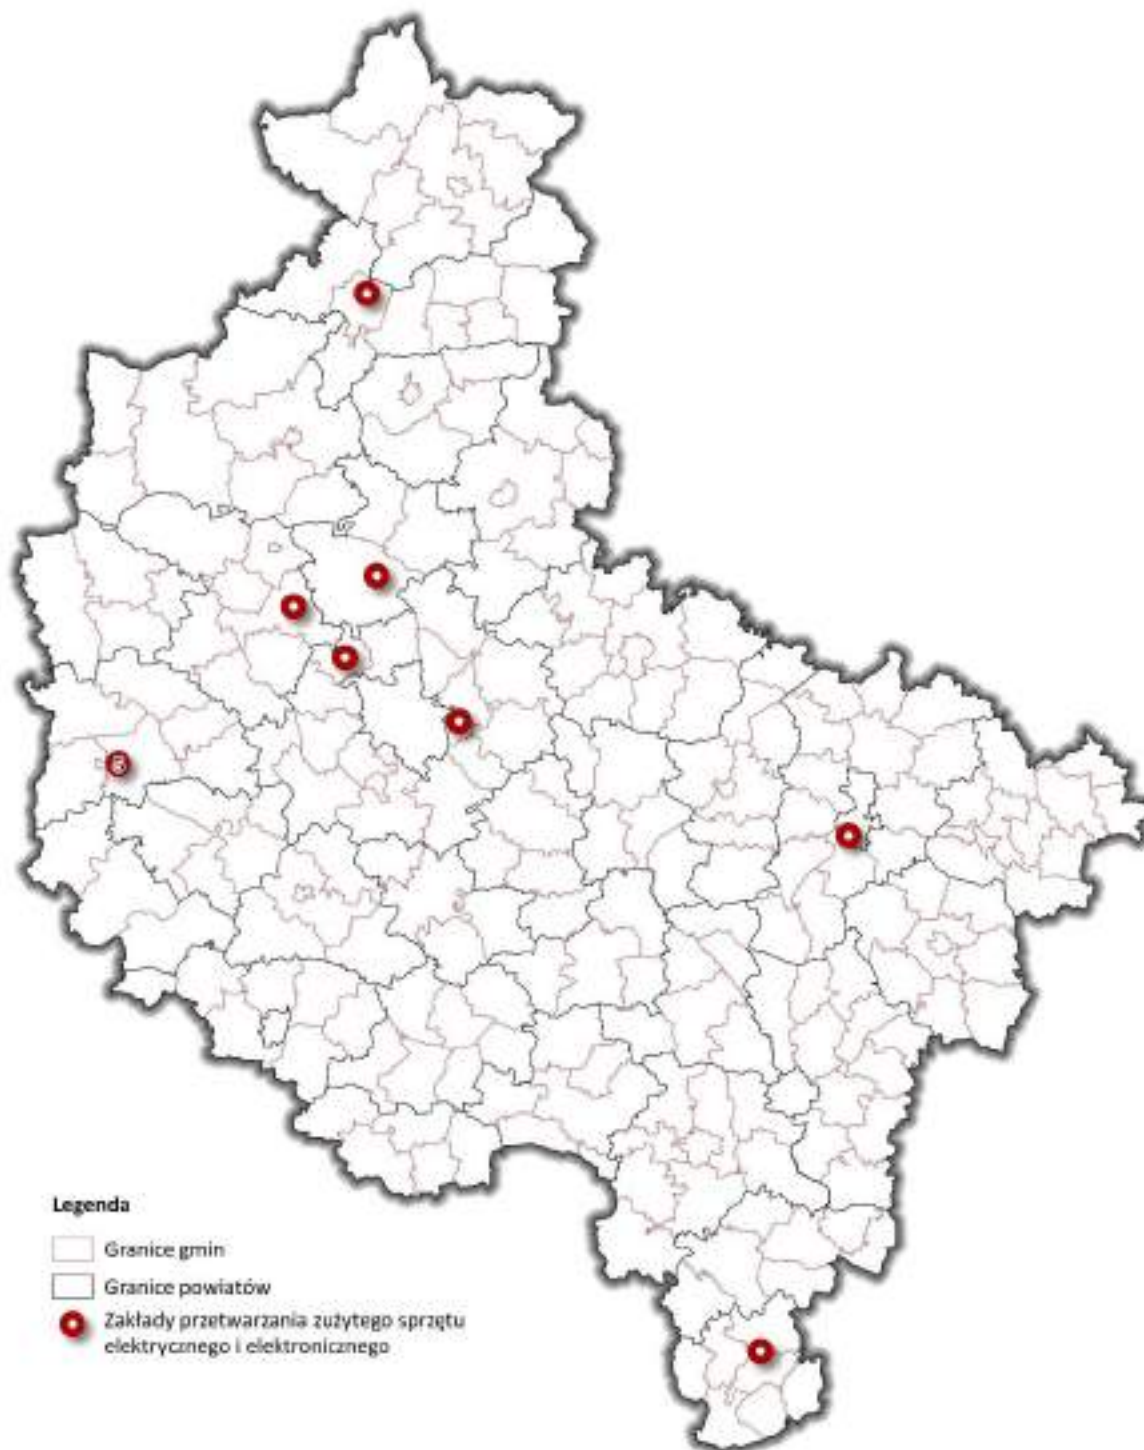 Legenda
Granice gmin
Granice powiatów
Zakłady przetwarzania zużytego sprzętu
elektrycznego i elektronicznego